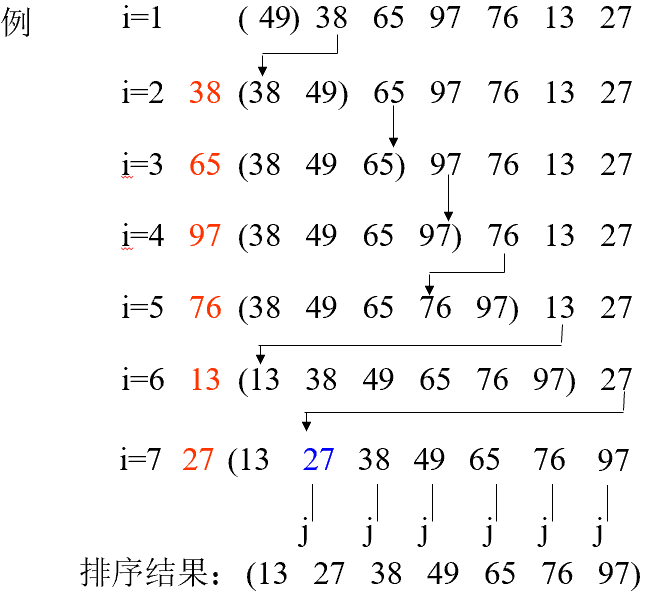 例 i=1 ( 49) 38 65 97 76 13 27
i=2 38 (38 49) 65 97 76 13 27
i=3 65 (38 49 65) 97 76 13 27
i=4 97 (38 49 65 97) 76 13 27
i=5 76 (38 49 65 76 97) 13 27
i=6 13 (13 38 49 65 76 97) 27
i=7 27 (13 27 38 49 65 76 97
j j j j j j
排序结果：(13 27 38 49 65 76 97)